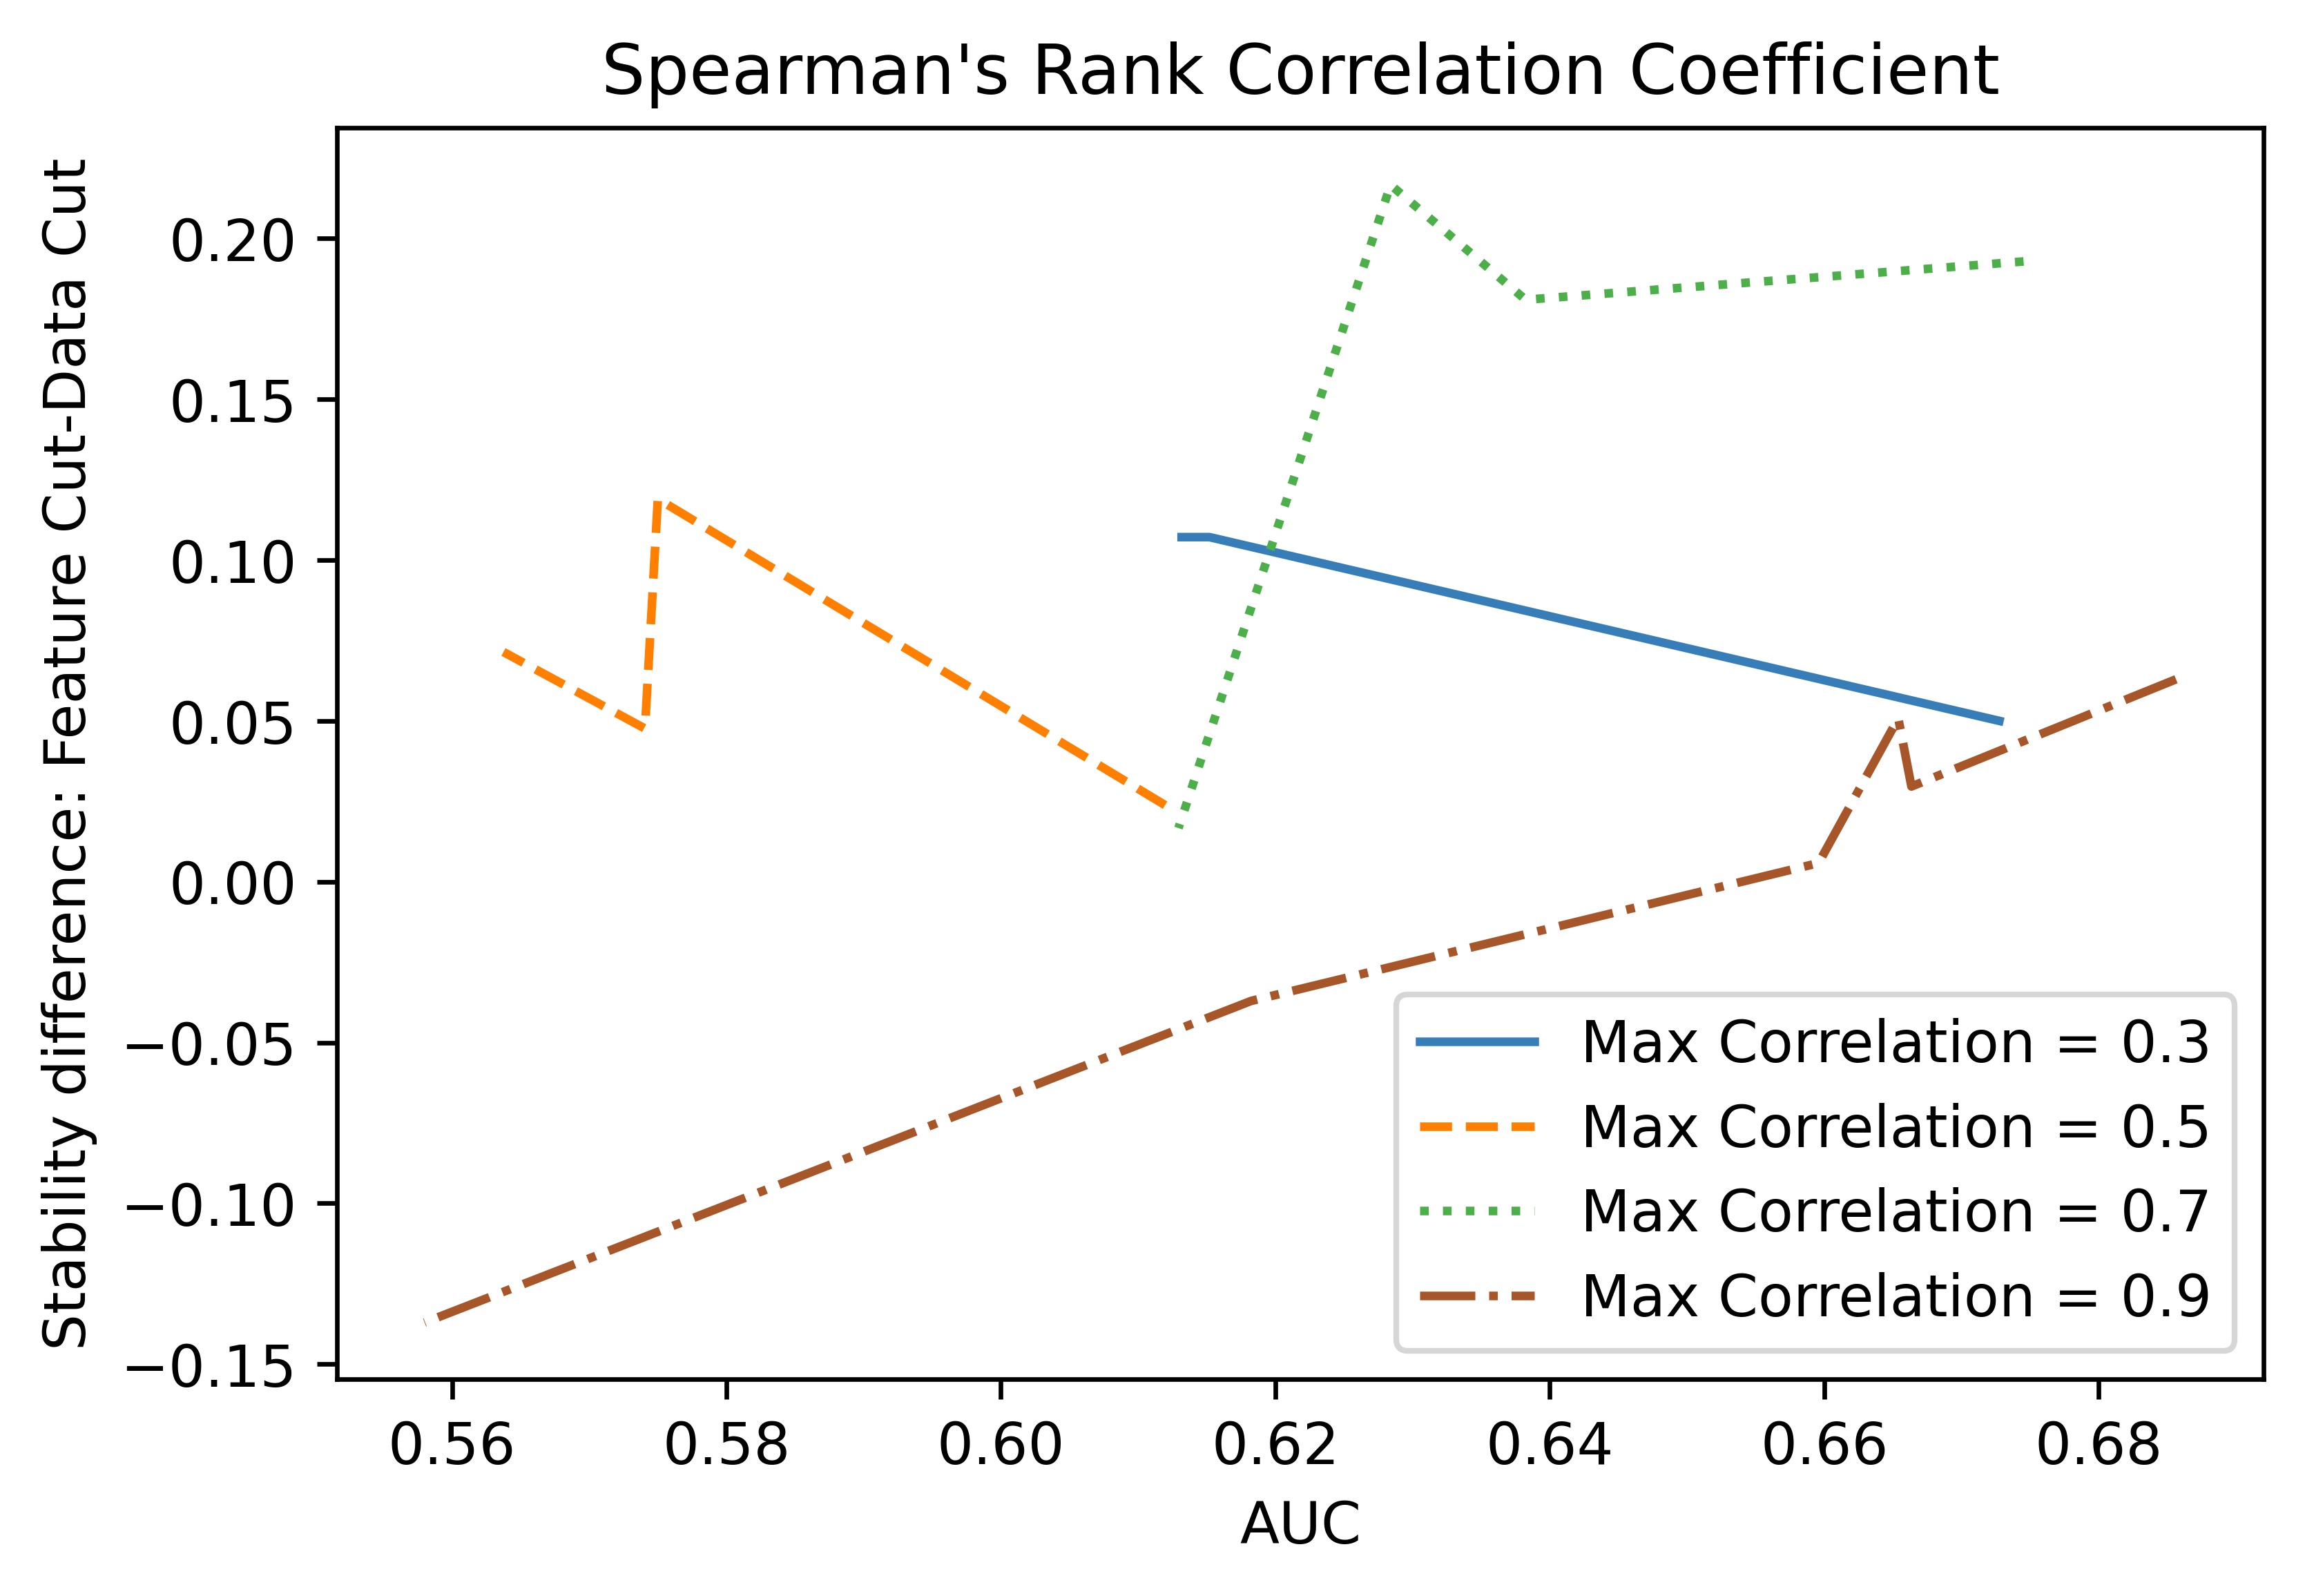 Spearman's Rank Correlation Coefficient
Stability difference: Feature Cut-Data Cut
0.20
0.15
0.10
0.05
0.00
−0.05
−0.10
−0.15
Max Correlation = 0.3
Max Correlation = 0.5
Max Correlation = 0.7
Max Correlation = 0.9
0.56 0.58 0.60 0.62 0.64 0.66 0.68
AUC